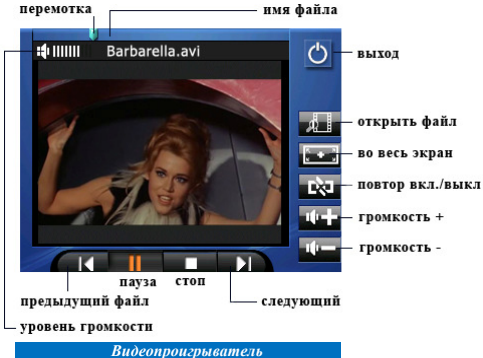 перемотка
имя файла
Barbarella.avi
выход
открыть файл
во весь экран
повтор вкл./выкл
громкость +
громкость -
пауза
стоп
предыдущий файл
следующий
уровень громкости
Видеопроигрыватель